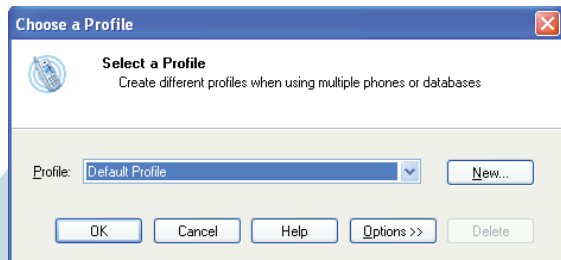 Choose a Profile
Select a Profile
Create different profiles when using multiple phones or databases
Profile: Default Profile New...
OK Cancel Help Options >> Delete